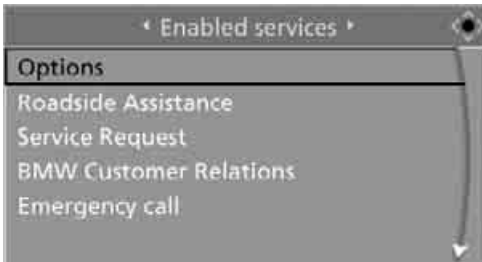 Enabled services
Options
Roadside Assistance
Service Request
BMW Customer Relations
Emergency call